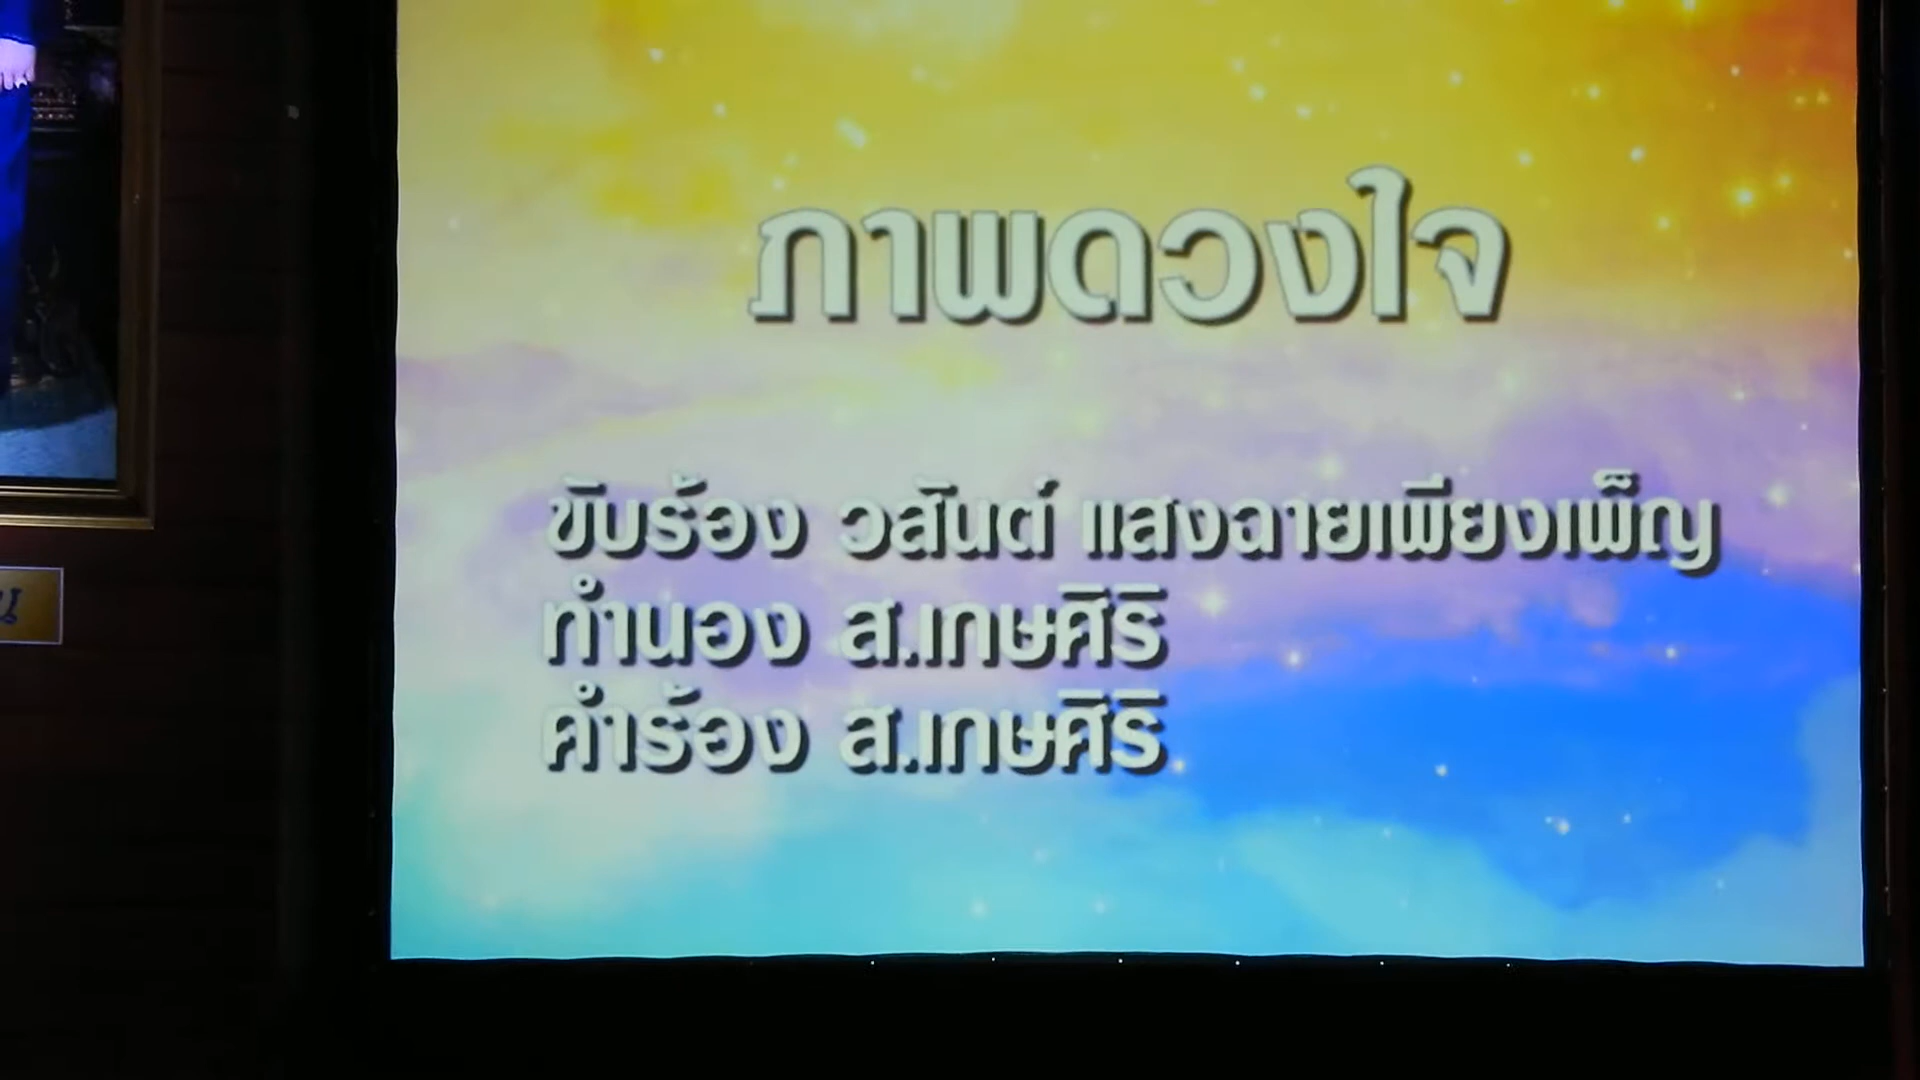 ภาพดวงใจ
ขับร้อง วสันต์ แสงฉายเพียงเพ็ญ
ทำนอง ส.เกษศิริ
คำร้อง ส.เกษศิริ